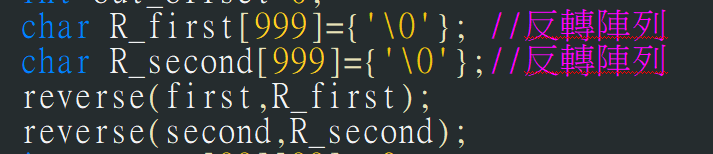 char R_first[999]={'\0'}; //反轉陣列
char R_second[999]={'\0'};//反轉陣列
reverse(first,R_first);
reverse(second,R_second);